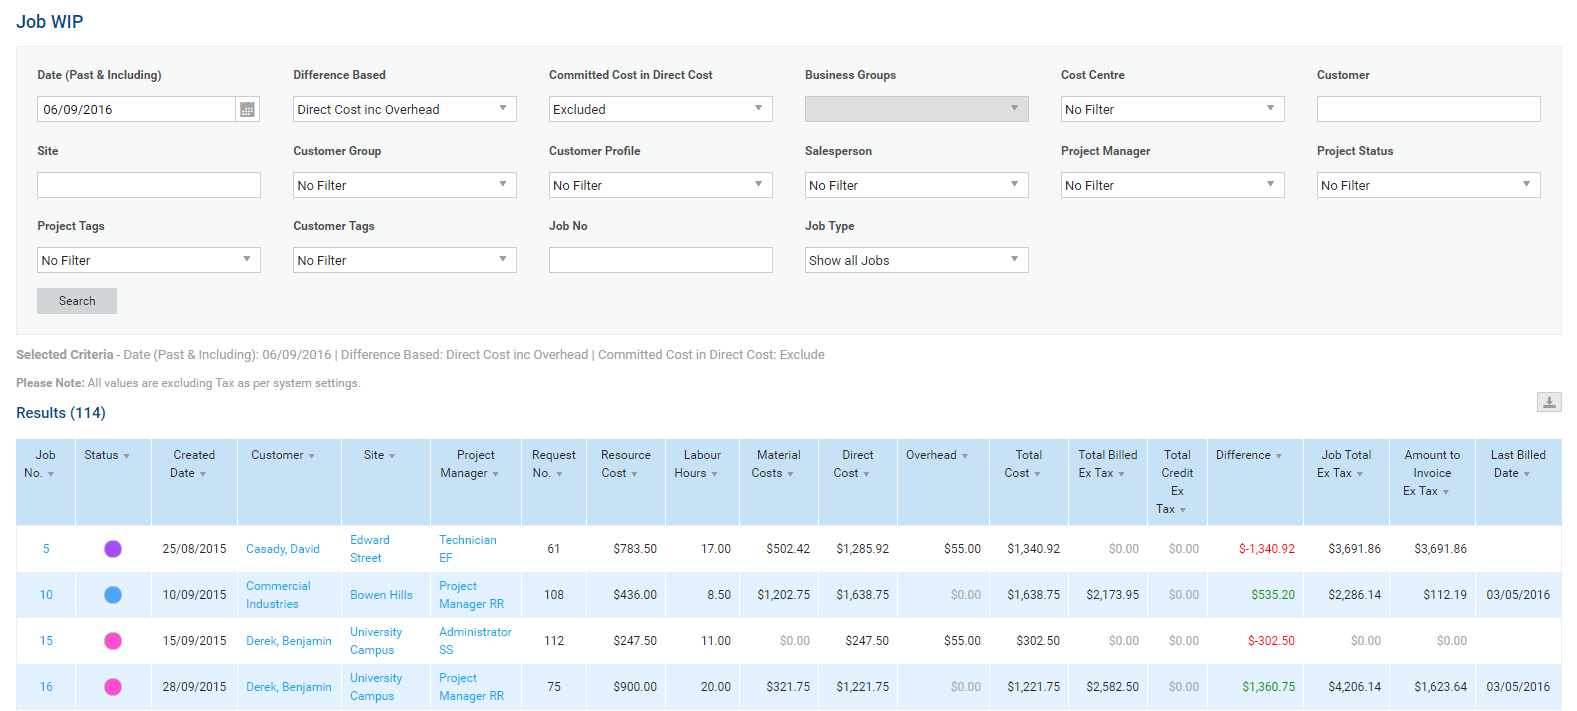 Job WIP
Date (Past & Including) Difference Based Committed Cost in Direct Cost Business Groups Cost Centre Customer
06/09/2016 Direct Cost inc Overhead Excluded No Filter
Site Customer Group Customer Profile Salesperson Project Manager Project Status
No Filter No Filter No Filter No Filter No Filter
Project Tags Customer Tags Job No Job Type
No Filter No Filter Show all Jobs
Search
Selected Criteria - Date (Past & Including): 06/09/2016 | Difference Based: Direct Cost inc Overhead | Committed Cost in Direct Cost: Exclude
Please Note: All values are excluding Tax as per system settings.
Results (114)
Job No. Status Created Date Customer Site Project Manager Request No. Resource Cost Labour Hours Material Costs Direct Cost Overhead Total Cost Total Billed Ex Tax Total Credit Ex Tax Difference Job Total Ex Tax Amount to Invoice Ex Tax Last Billed Date
5 25/08/2015 Casady, David Edward Street Technician EF 61 $783.50 17.00 $502.42 $1,285.92 $55.00 $1,340.92 $0.00 $0.00 $-1,340.92 $3,691.86 $3,691.86
10 10/09/2015 Commercial Industries Bowen Hills Project Manager RR 108 $436.00 8.50 $1,202.75 $1,638.75 $0.00 $1,638.75 $2,173.95 $0.00 $535.20 $2,286.14 $112.19 03/05/2016
15 15/09/2015 Derek, Benjamin University Campus Administrator SS 112 $247.50 11.00 $0.00 $247.50 $55.00 $302.50 $0.00 $0.00 $-302.50 $0.00 $0.00
16 28/09/2015 Derek, Benjamin University Campus Project Manager RR 75 $900.00 20.00 $321.75 $1,221.75 $0.00 $1,221.75 $2,582.50 $0.00 $1,360.75 $4,206.14 $1,623.64 03/05/2016